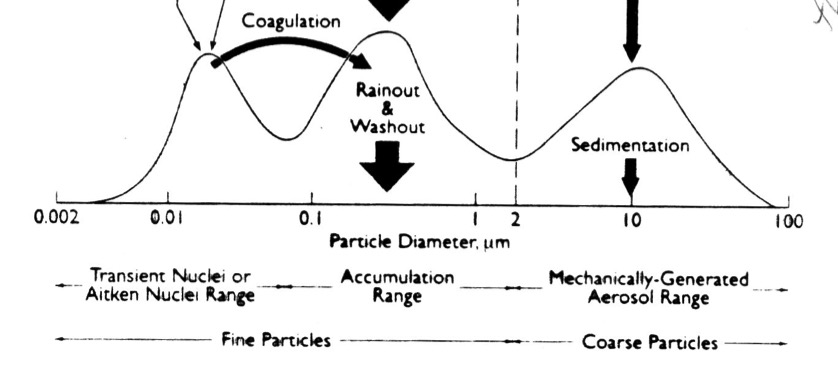 Coagulation
Rainout
&
Washout
Sedimentation
0.002 0.01 0.1 1 2 10 100
Particle Diameter, μm
Transient Nuclei or
Aitken Nuclei Range
Accumulation
Range
Mechanically-Generated
Aerosol Range
Fine Particles
Coarse Particles